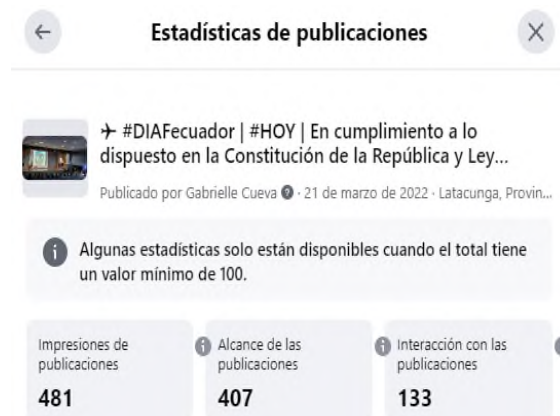 Estadísticas de publicaciones
✈ #DIAFecuador | #HOY | En cumplimiento a lo
dispuesto en la Constitución de la República y Ley...
Publicado por Gabrielle Cueva · 21 de marzo de 2022 · Latacunga, Provin...
Algunas estadísticas solo están disponibles cuando el total tiene
un valor mínimo de 100.
Impresiones de
publicaciones
481
Alcance de las
publicaciones
407
Interacción con las
publicaciones
133